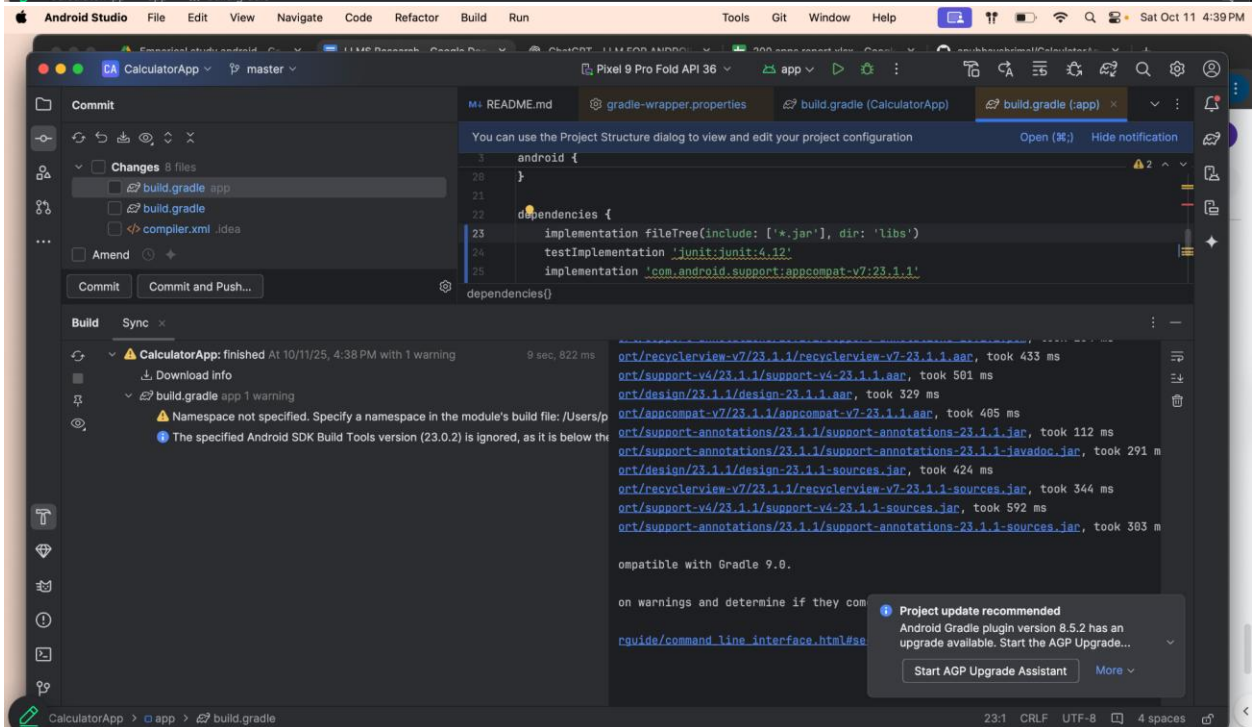 Android Studio File Edit View Navigate Code Refactor Build Run Tools Git Window Help Sat Oct 11 4:39 PM
CA CalculatorApp master Pixel 9 Pro Fold API 36 app
Commit
README.md gradle-wrapper.properties build.gradle (CalculatorApp) build.gradle (:app)
You can use the Project Structure dialog to view and edit your project configuration Open (⌘;) Hide notification
Changes 8 files
build.gradle app
build.gradle
compiler.xml .idea
Amend
Commit Commit and Push...
3 android {
20 }
21
22 dependencies {
23 implementation fileTree(include: ['*.jar'], dir: 'libs')
24 testImplementation 'junit:junit:4.12'
25 implementation 'com.android.support:appcompat-v7:23.1.1'
2
dependencies{}
Build Sync
CalculatorApp: finished At 10/11/25, 4:38 PM with 1 warning 9 sec, 822 ms
Download info
build.gradle app 1 warning
Namespace not specified. Specify a namespace in the module's build file: /Users/p
The specified Android SDK Build Tools version (23.0.2) is ignored, as it is below the
ort/recyclerview-v7/23.1.1/recyclerview-v7-23.1.1.aar, took 433 ms
ort/support-v4/23.1.1/support-v4-23.1.1.aar, took 501 ms
ort/design/23.1.1/design-23.1.1.aar, took 329 ms
ort/appcompat-v7/23.1.1/appcompat-v7-23.1.1.aar, took 405 ms
ort/support-annotations/23.1.1/support-annotations-23.1.1.jar, took 112 ms
ort/support-annotations/23.1.1/support-annotations-23.1.1-javadoc.jar, took 291 m
ort/design/23.1.1/design-23.1.1-sources.jar, took 424 ms
ort/recyclerview-v7/23.1.1/recyclerview-v7-23.1.1-sources.jar, took 344 ms
ort/support-v4/23.1.1/support-v4-23.1.1-sources.jar, took 592 ms
ort/support-annotations/23.1.1/support-annotations-23.1.1-sources.jar, took 303 m
ompatible with Gradle 9.0.
on warnings and determine if they com
rguide/command_line_interface.html#se
Project update recommended
Android Gradle plugin version 8.5.2 has an
upgrade available. Start the AGP Upgrade...
Start AGP Upgrade Assistant More
CalculatorApp > app > build.gradle 23:1 CRLF UTF-8 4 spaces